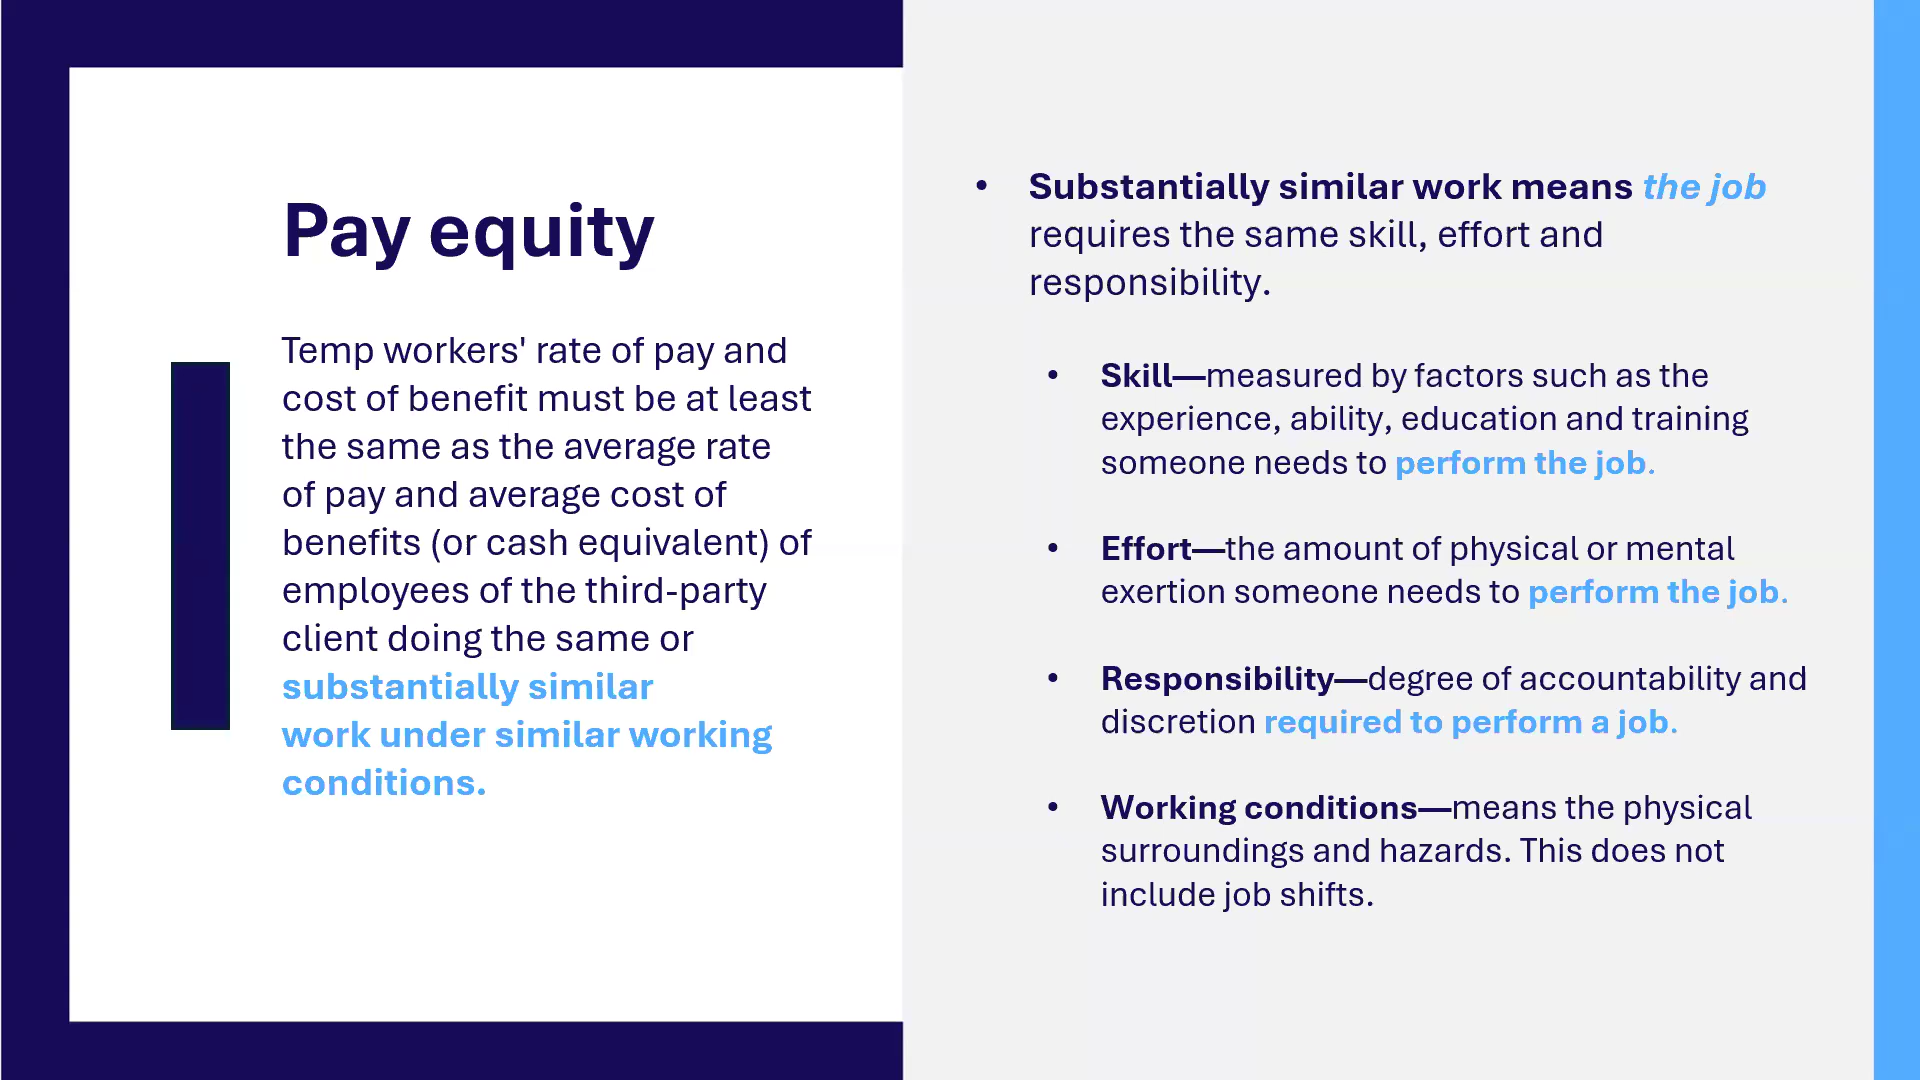 Pay equity
Temp workers' rate of pay and
cost of benefit must be at least
the same as the average rate
of pay and average cost of
benefits (or cash equivalent) of
employees of the third-party
client doing the same or
substantially similar
work under similar working
conditions.
• Substantially similar work means the job
requires the same skill, effort and
responsibility.
• Skill—measured by factors such as the
experience, ability, education and training
someone needs to perform the job.
• Effort—the amount of physical or mental
exertion someone needs to perform the job.
• Responsibility—degree of accountability and
discretion required to perform a job.
• Working conditions—means the physical
surroundings and hazards. This does not
include job shifts.